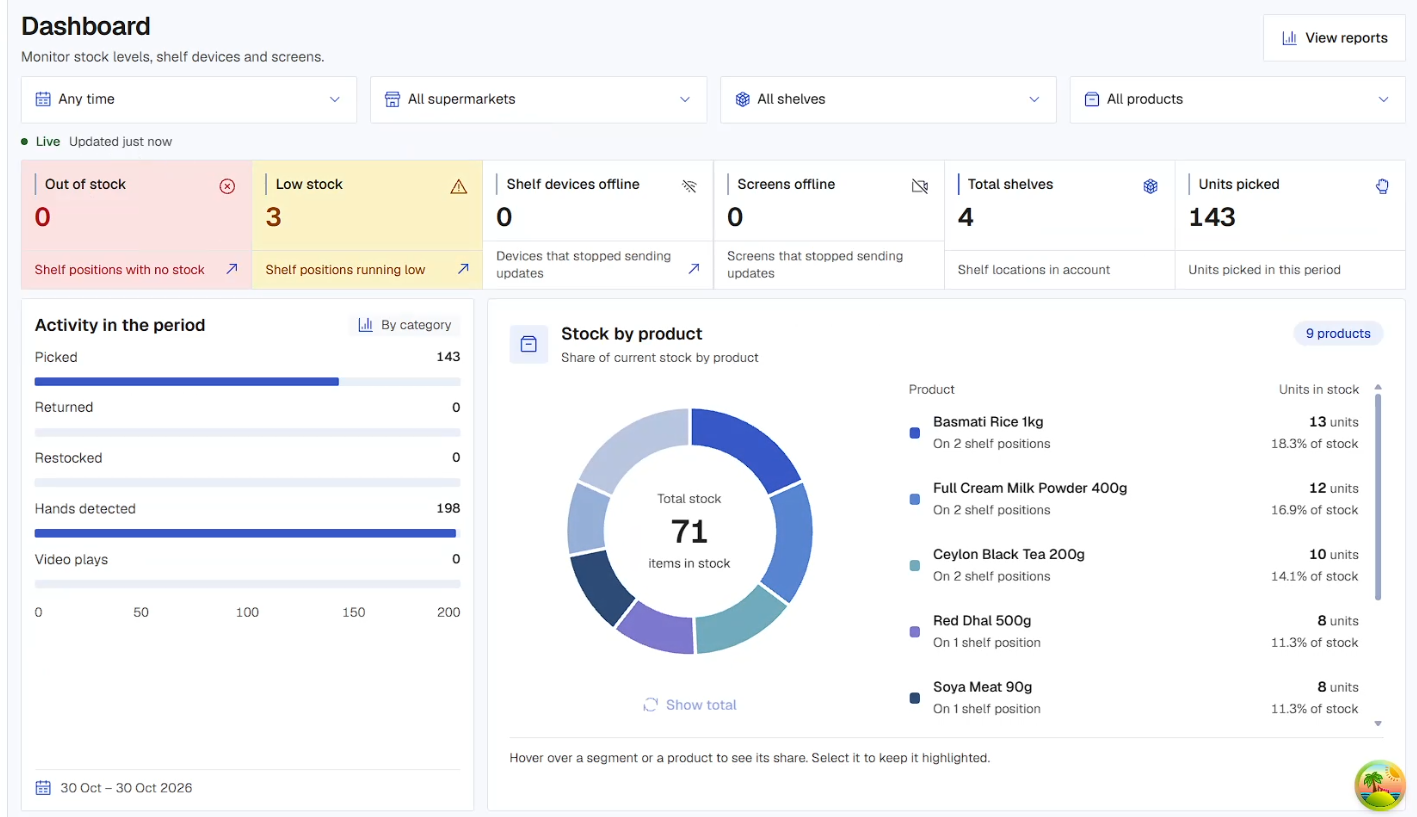 Dashboard
Monitor stock levels, shelf devices and screens.
View reports
Any time
All supermarkets
All shelves
All products
Live Updated just now
Out of stock
0
Shelf positions with no stock
Low stock
3
Shelf positions running low
Shelf devices offline
0
Devices that stopped sending
updates
Screens offline
0
Screens that stopped sending
updates
Total shelves
4
Shelf locations in account
Units picked
143
Units picked in this period
Activity in the period
By category
Picked 143
Returned 0
Restocked 0
Hands detected 198
Video plays 0
0 50 100 150 200
30 Oct – 30 Oct 2026
Stock by product
Share of current stock by product
9 products
Total stock
71
items in stock
Show total
Product Units in stock
Basmati Rice 1kg 13 units
On 2 shelf positions 18.3% of stock
Full Cream Milk Powder 400g 12 units
On 2 shelf positions 16.9% of stock
Ceylon Black Tea 200g 10 units
On 2 shelf positions 14.1% of stock
Red Dhal 500g 8 units
On 1 shelf position 11.3% of stock
Soya Meat 90g 8 units
On 1 shelf position 11.3% of stock
Hover over a segment or a product to see its share. Select it to keep it highlighted.